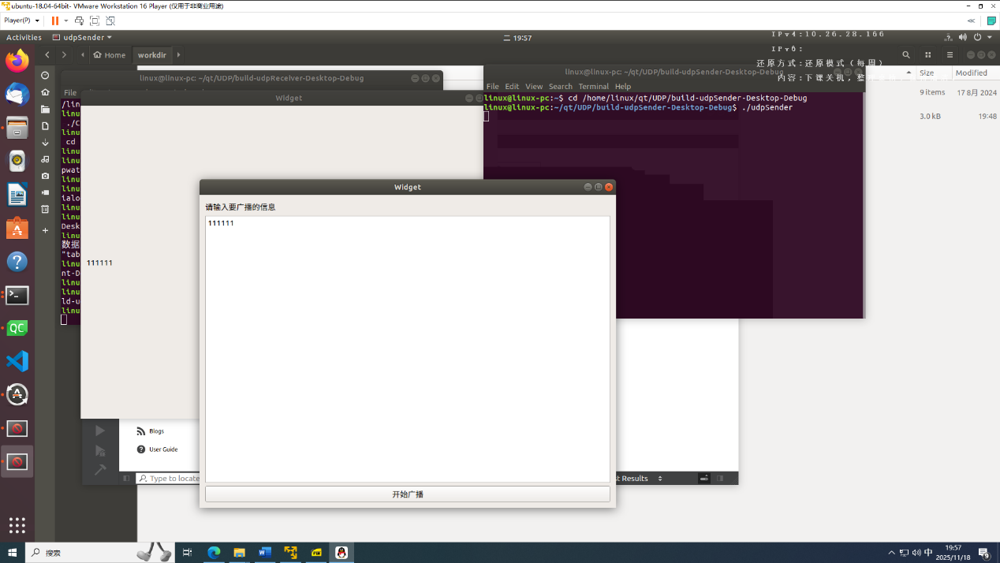 ubuntu-18.04-64bit- VMware Workstation 16 Player (仅用于非商业用途)
Player(P)
Activities
udpSender
二 19:57
IPv4:10.26.28.166
IPv6:
还原方式:还原模式(每周)
内容:下课关机,整
Home
workdir
Size
Modified
9 items
17 8月 2024
3.0 kB
19:48
linux@linux-pc: ~/qt/UDP/build-udpReceiver-Desktop-Debug
File
/lin
linu
./C
linu
cd
linu
linu
pwat
linu
linu
ialo
linu
linu
Desk
linu
数据
"tab
linu
nt-D
linu
linu
ld-u
linu
Widget
111111
linux@linux-pc: ~/qt/UDP/build-udpSender-Desktop-Debug
File Edit View Search Terminal Help
linux@linux-pc:~$ cd /home/linux/qt/UDP/build-udpSender-Desktop-Debug
linux@linux-pc:~/qt/UDP/build-udpSender-Desktop-Debug$ ./udpSender
Widget
请输入要广播的信息
111111
开始广播
QC
Blogs
User Guide
Type to locate
t Results
搜索
中
19:57
2025/11/18
9